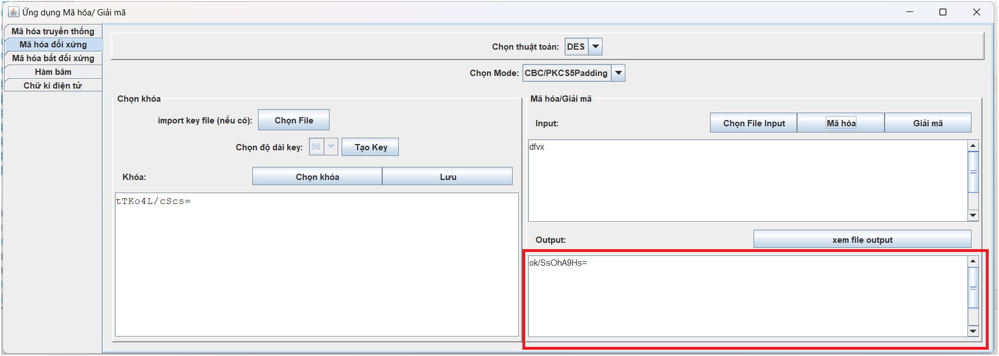 Ứng dụng Mã hóa/ Giải mã
Mã hóa truyền thống
Mã hóa đối xứng
Mã hóa bất đối xứng
Hàm băm
Chữ kí điện tử
Chọn thuật toán: DES
Chọn Mode: CBC/PKCS5Padding
Chọn khóa
import key file (nếu có): Chọn File
Chọn độ dài key: 56 Tạo Key
Khóa: Chọn khóa Lưu
tTKo4L/cScs=
Mã hóa/Giải mã
Input: Chọn File Input Mã hóa Giải mã
dfvx
Output: xem file output
ok/SsOhA9Hs=